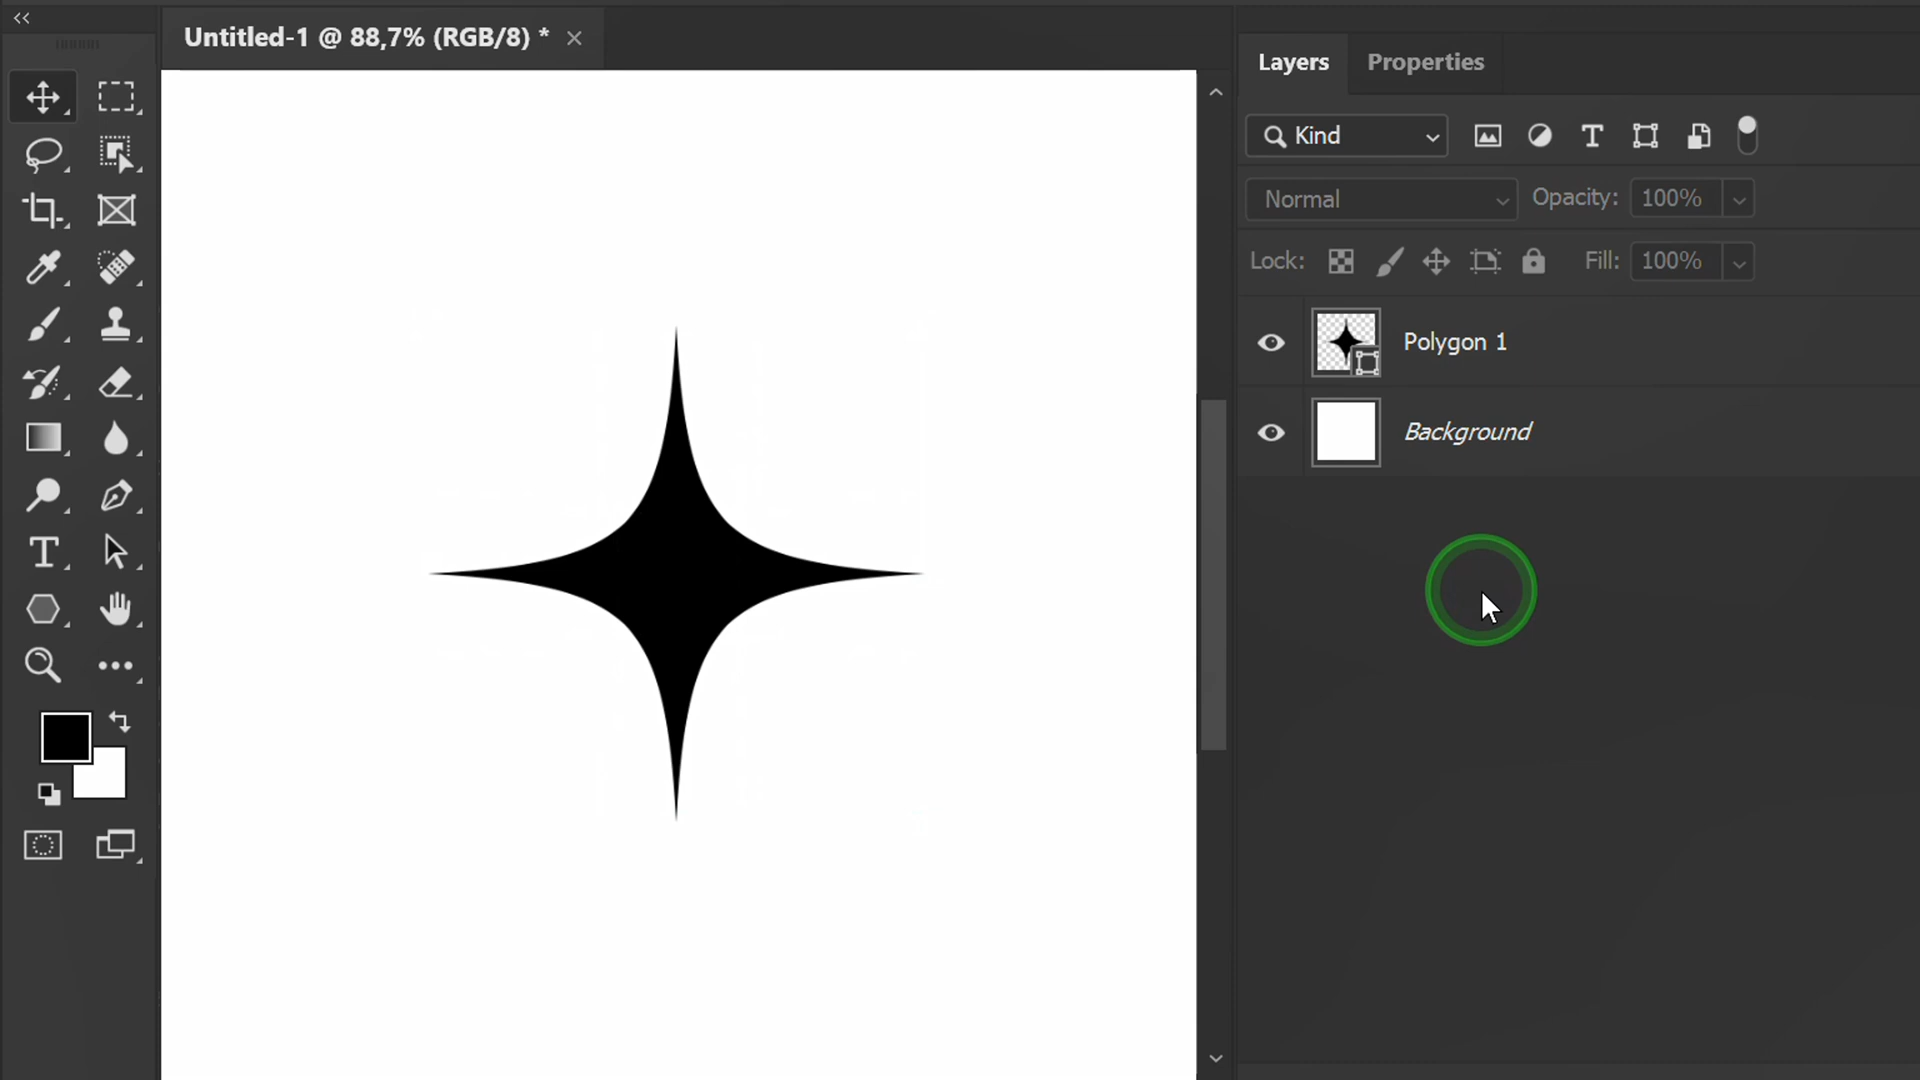 Untitled-1 @ 88,7% (RGB/8) *
Layers
Properties
Kind
Normal
Opacity: 100%
Lock:
Fill: 100%
Polygon 1
Background